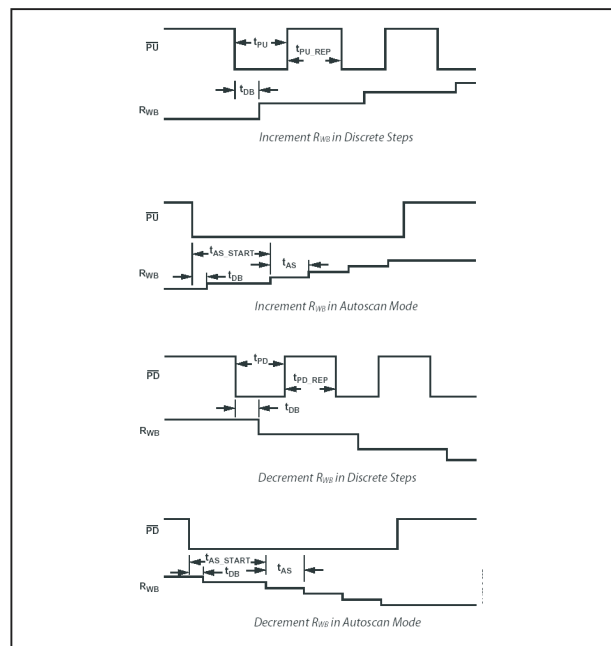 PU
tPU
tPU_REP
tDB
RWB
Increment RWB in Discrete Steps
PU
tAS_START
tAS
RWB
tDB
Increment RWB in Autoscan Mode
PD
tPD
tPD_REP
tDB
RWB
Decrement RWB in Discrete Steps
PD
tAS_START
tAS
tDB
RWB
Decrement RWB in Autoscan Mode